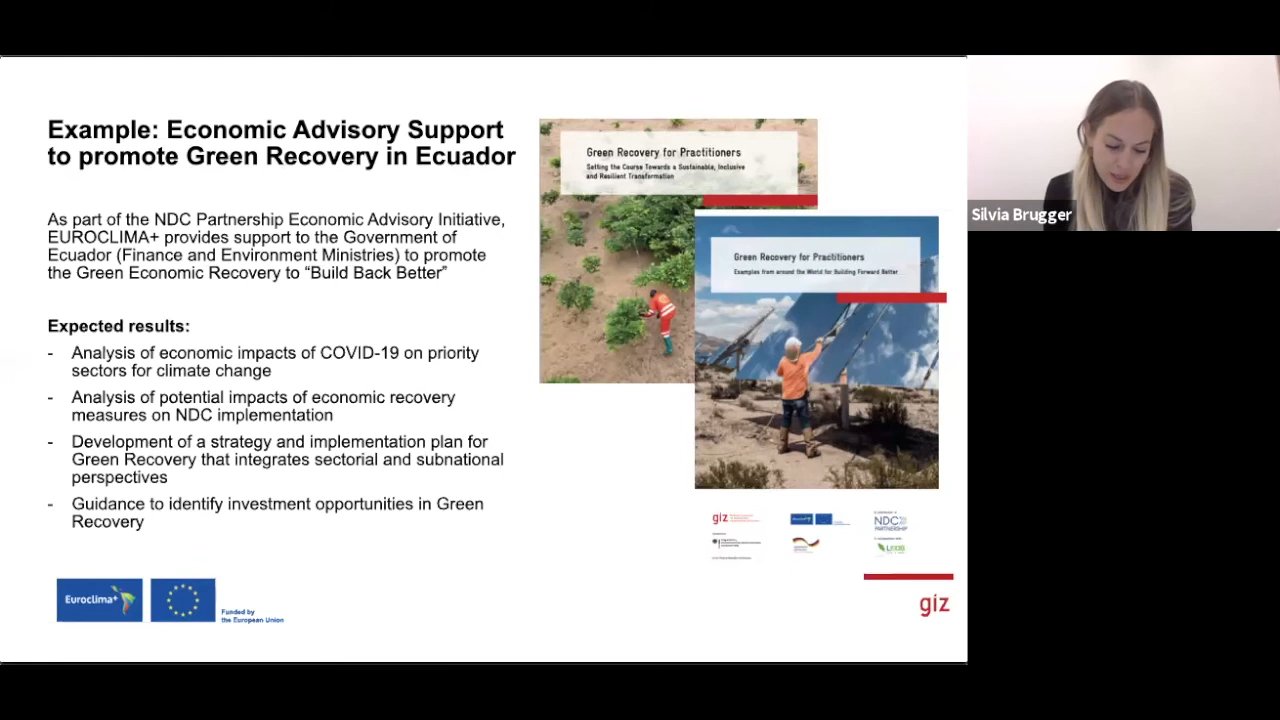 Example: Economic Advisory Support
to promote Green Recovery in Ecuador
As part of the NDC Partnership Economic Advisory Initiative,
EUROCLIMA+ provides support to the Government of
Ecuador (Finance and Environment Ministries) to promote
the Green Economic Recovery to “Build Back Better”
Expected results:
- Analysis of economic impacts of COVID-19 on priority
sectors for climate change
- Analysis of potential impacts of economic recovery
measures on NDC implementation
- Development of a strategy and implementation plan for
Green Recovery that integrates sectorial and subnational
perspectives
- Guidance to identify investment opportunities in Green
Recovery
Euroclima+
Funded by
the European Union
Green Recovery for Practitioners
Setting the Course Towards a Sustainable, Inclusive
and Resilient Transformation
Green Recovery for Practitioners
Examples from around the World for Building Forward Better
giz
NDC
PARTNERSHIP
giz
Silvia Brugger